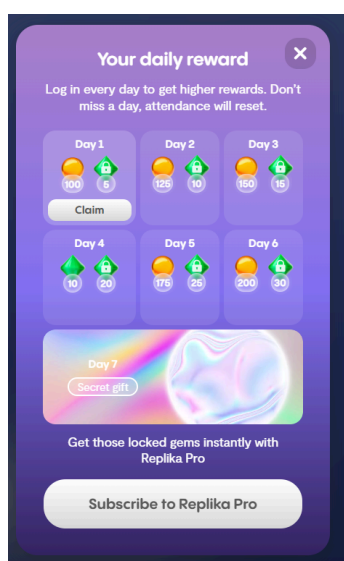 Your daily reward
Log in every day to get higher rewards. Don't
miss a day, attendance will reset.
Day 1
100 5
Claim
Day 2
125 10
Day 3
150 15
Day 4
10 20
Day 5
175 25
Day 6
200 30
Day 7
Secret gift
Get those locked gems instantly with
Replika Pro
Subscribe to Replika Pro